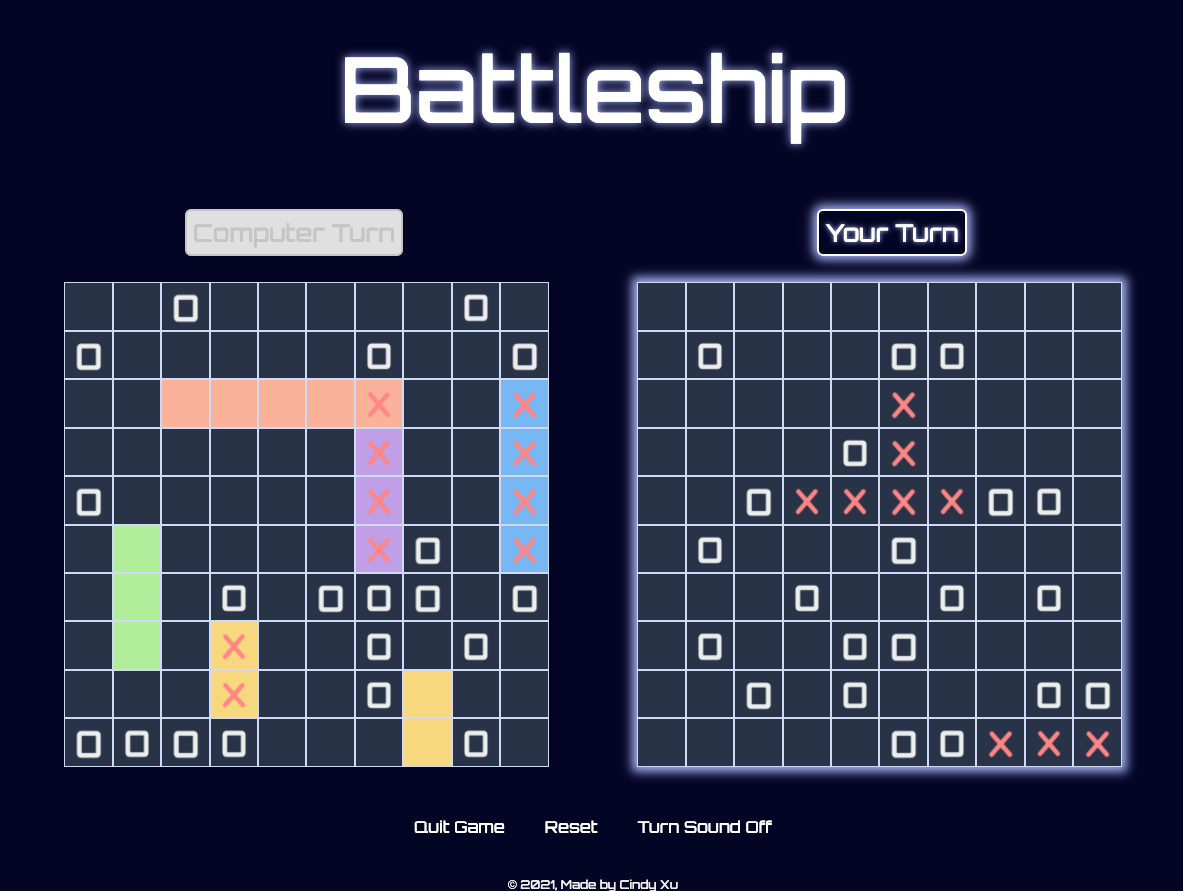 Battleship
Computer Turn
Your Turn
Quit Game
Reset
Turn Sound Off
© 2021, Made by Cindy Xu